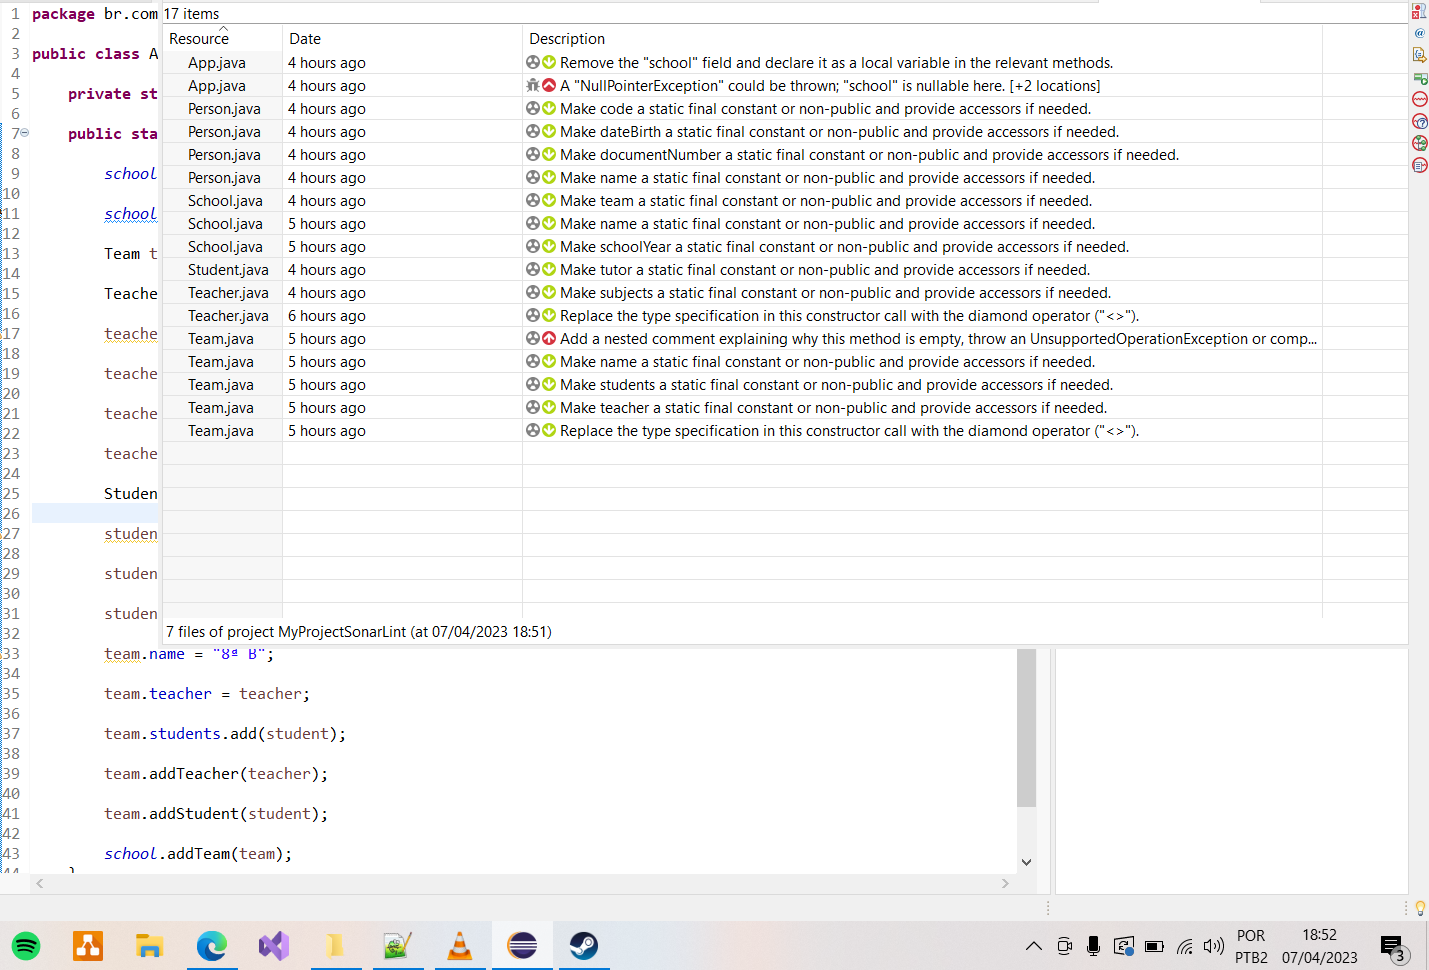 17 items
Resource Date Description
App.java 4 hours ago Remove the "school" field and declare it as a local variable in the relevant methods.
App.java 4 hours ago A "NullPointerException" could be thrown; "school" is nullable here. [+2 locations]
Person.java 4 hours ago Make code a static final constant or non-public and provide accessors if needed.
Person.java 4 hours ago Make dateBirth a static final constant or non-public and provide accessors if needed.
Person.java 4 hours ago Make documentNumber a static final constant or non-public and provide accessors if needed.
Person.java 4 hours ago Make name a static final constant or non-public and provide accessors if needed.
School.java 4 hours ago Make team a static final constant or non-public and provide accessors if needed.
School.java 5 hours ago Make name a static final constant or non-public and provide accessors if needed.
School.java 5 hours ago Make schoolYear a static final constant or non-public and provide accessors if needed.
Student.java 4 hours ago Make tutor a static final constant or non-public and provide accessors if needed.
Teacher.java 4 hours ago Make subjects a static final constant or non-public and provide accessors if needed.
Teacher.java 6 hours ago Replace the type specification in this constructor call with the diamond operator ("<>").
Team.java 5 hours ago Add a nested comment explaining why this method is empty, throw an UnsupportedOperationException or comp...
Team.java 5 hours ago Make name a static final constant or non-public and provide accessors if needed.
Team.java 5 hours ago Make students a static final constant or non-public and provide accessors if needed.
Team.java 5 hours ago Make teacher a static final constant or non-public and provide accessors if needed.
Team.java 5 hours ago Replace the type specification in this constructor call with the diamond operator ("<>").
7 files of project MyProjectSonarLint (at 07/04/2023 18:51)
1 package br.com
2
3 public class A
4
5 private st
6
7 public sta
8
9 school
10
11 school
12
13 Team t
14
15 Teache
16
17 teache
18
19 teache
20
21 teache
22
23 teache
24
25 Studen
26
27 studen
28
29 studen
30
31 studen
32
33 team.name = "8ª B";
34
35 team.teacher = teacher;
36
37 team.students.add(student);
38
39 team.addTeacher(teacher);
40
41 team.addStudent(student);
42
43 school.addTeam(team);
44 }
POR
PTB2
18:52
07/04/2023
3